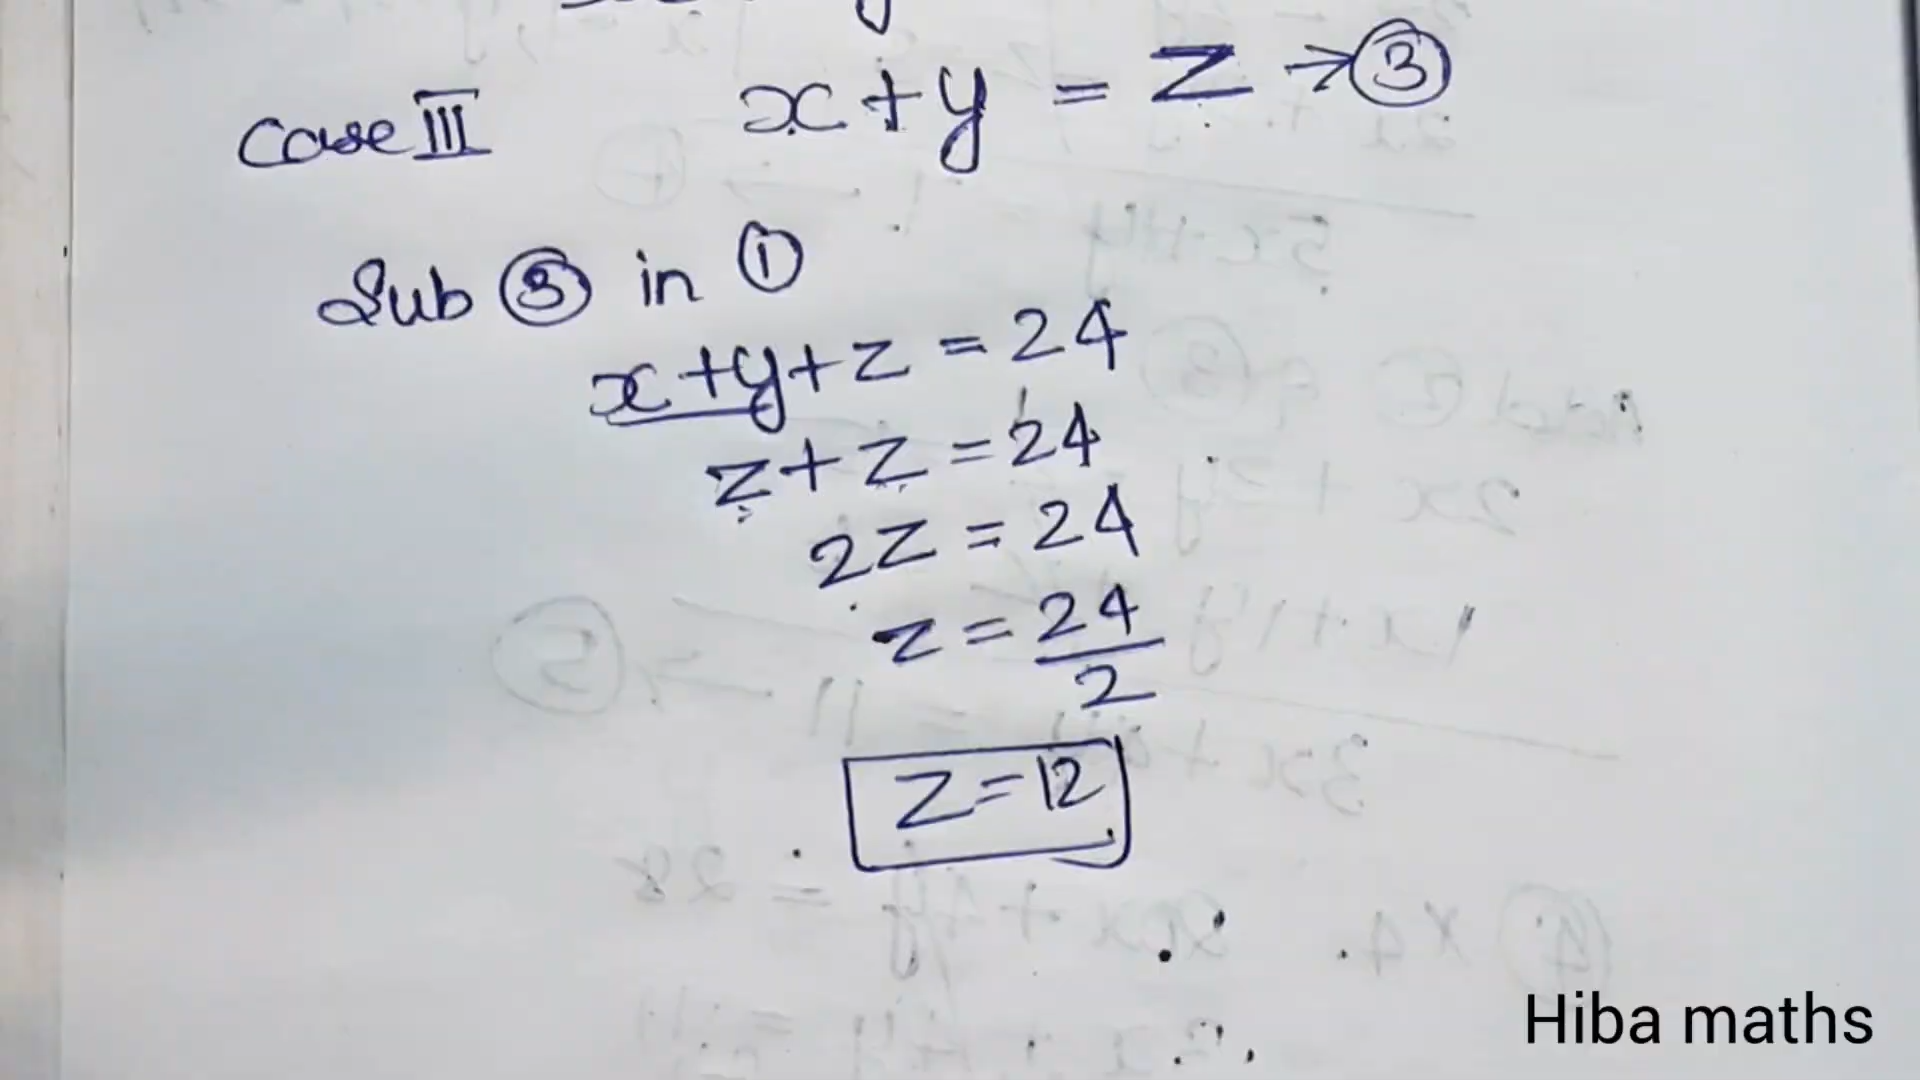 Case III x+y = z → ③
Sub ③ in ①
x+y+z = 24
z+z = 24
2z = 24
z = 24/2
z = 12
Hiba maths